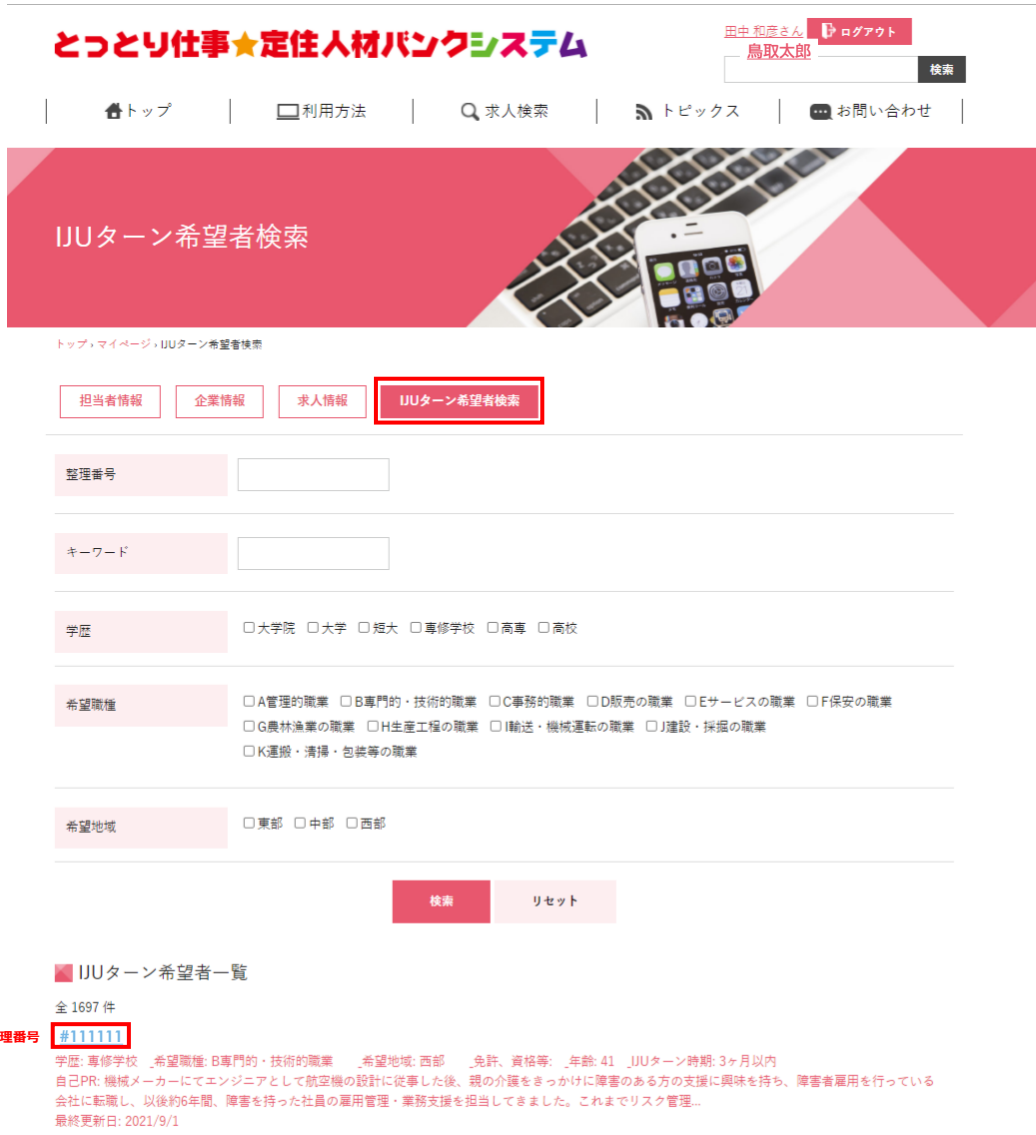 とっとり仕事★定住人材バンクシステム
田中 和彦さん ログアウト
鳥取太郎
検索
トップ 利用方法 求人検索 トピックス お問い合わせ
IJUターン希望者検索
トップ › マイページ › IJUターン希望者検索
担当者情報 企業情報 求人情報 IJUターン希望者検索
整理番号
キーワード
学歴 大学院 大学 短大 専修学校 高専 高校
希望職種 A管理的職業 B専門的・技術的職業 C事務的職業 D販売の職業 Eサービスの職業 F保安の職業
G農林漁業の職業 H生産工程の職業 I輸送・機械運転の職業 J建設・採掘の職業
K運搬・清掃・包装等の職業
希望地域 東部 中部 西部
検索 リセット
IJUターン希望者一覧
全 1697 件
理番号 #111111
学歴: 専修学校 _希望職種: B専門的・技術的職業 _希望地域: 西部 _免許、資格等: _年齢: 41 _IJUターン時期: 3ヶ月以内
自己PR: 機械メーカーにてエンジニアとして航空機の設計に従事した後、親の介護をきっかけに障害のある方の支援に興味を持ち、障害者雇用を行っている
会社に転職し、以後約6年間、障害を持った社員の雇用管理・業務支援を担当してきました。これまでリスク管理...
最終更新日: 2021/9/1